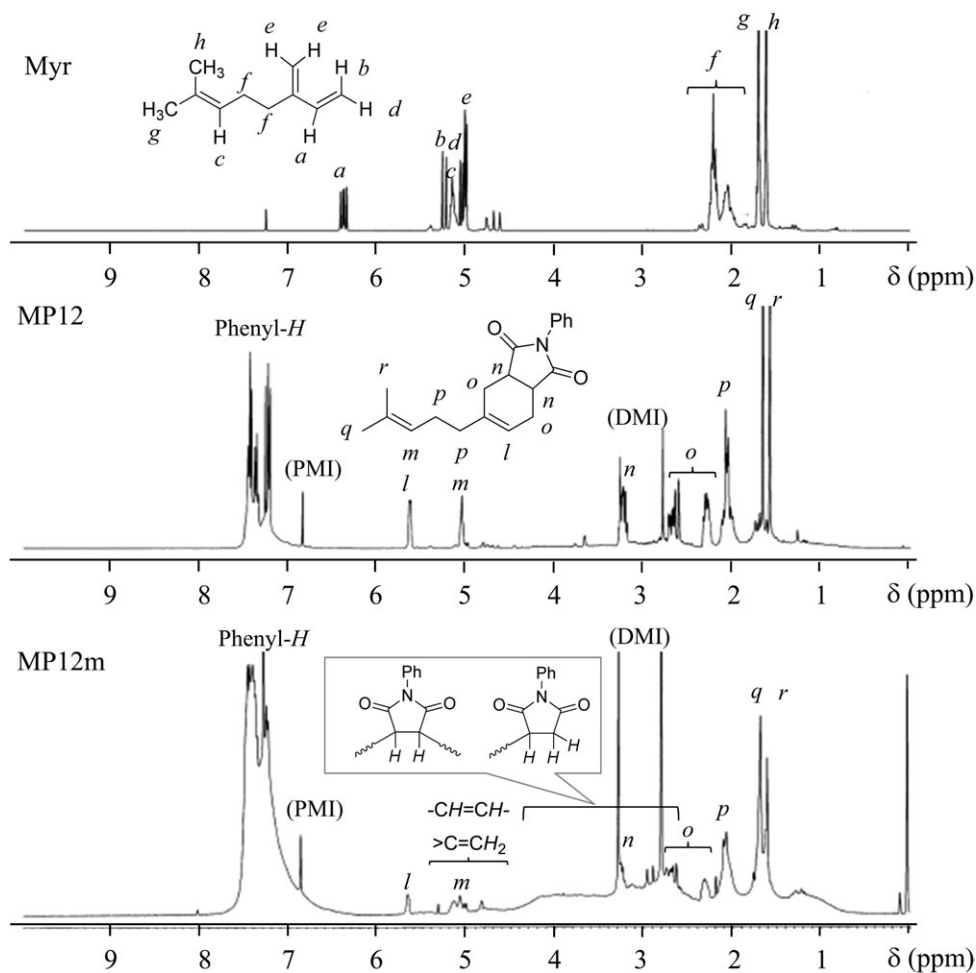 Myr
e e
h
CH₃ f H H H b
H₃C H d
g f
H H
c a
a
b d
c
e
f
g h
9 8 7 6 5 4 3 2 1 δ (ppm)
MP12
Phenyl-H
(PMI)
Ph
N
O O
r n
o n
p o
q m p l
l m
(DMI)
n
o
p
q r
9 8 7 6 5 4 3 2 1 δ (ppm)
MP12m
Phenyl-H
(PMI)
Ph Ph
N N
O O O O
H H H H H
-CH=CH-
>C=CH₂
l m
(DMI)
n
o
p
q r
9 8 7 6 5 4 3 2 1 δ (ppm)